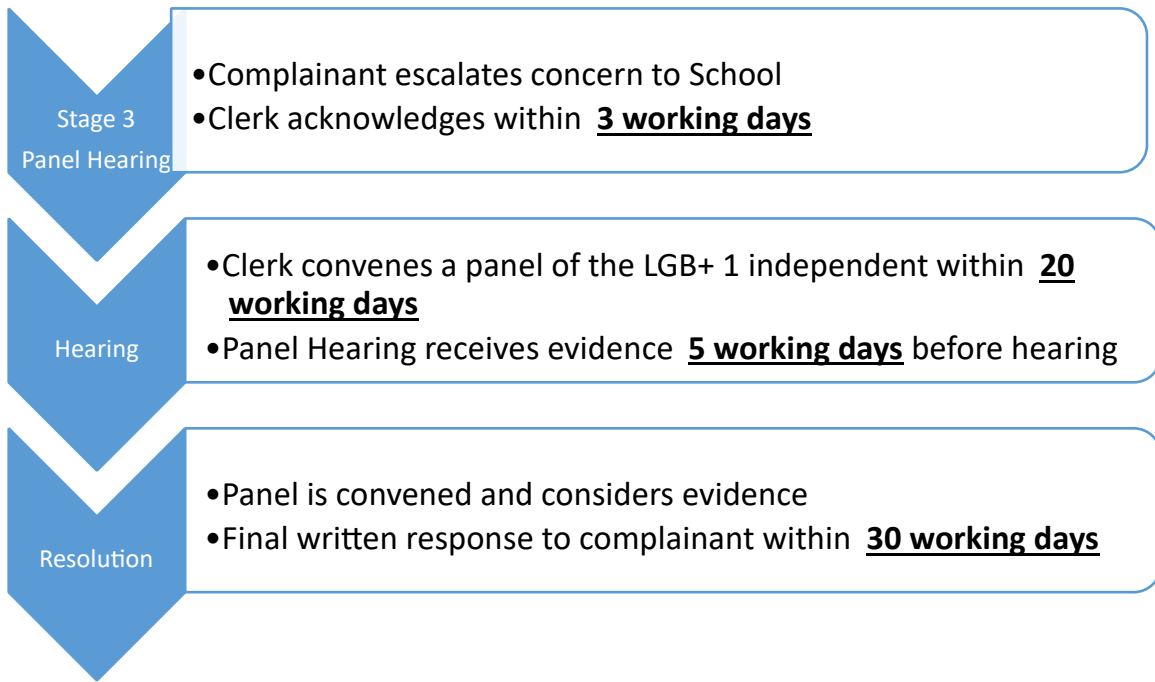 Stage 3
Panel Hearing
•Complainant escalates concern to School
•Clerk acknowledges within 3 working days
Hearing
•Clerk convenes a panel of the LGB+ 1 independent within 20
working days
•Panel Hearing receives evidence 5 working days before hearing
Resolution
•Panel is convened and considers evidence
•Final written response to complainant within 30 working days